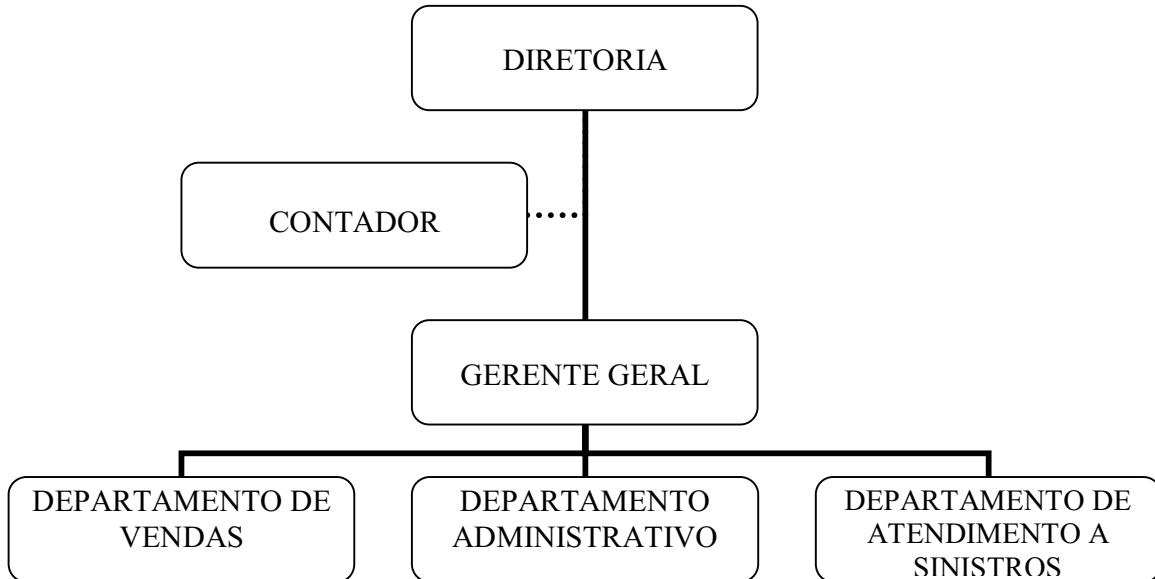 DIRETORIA
CONTADOR
GERENTE GERAL
DEPARTAMENTO DE
VENDAS
DEPARTAMENTO
ADMINISTRATIVO
DEPARTAMENTO DE
ATENDIMENTO A
SINISTROS